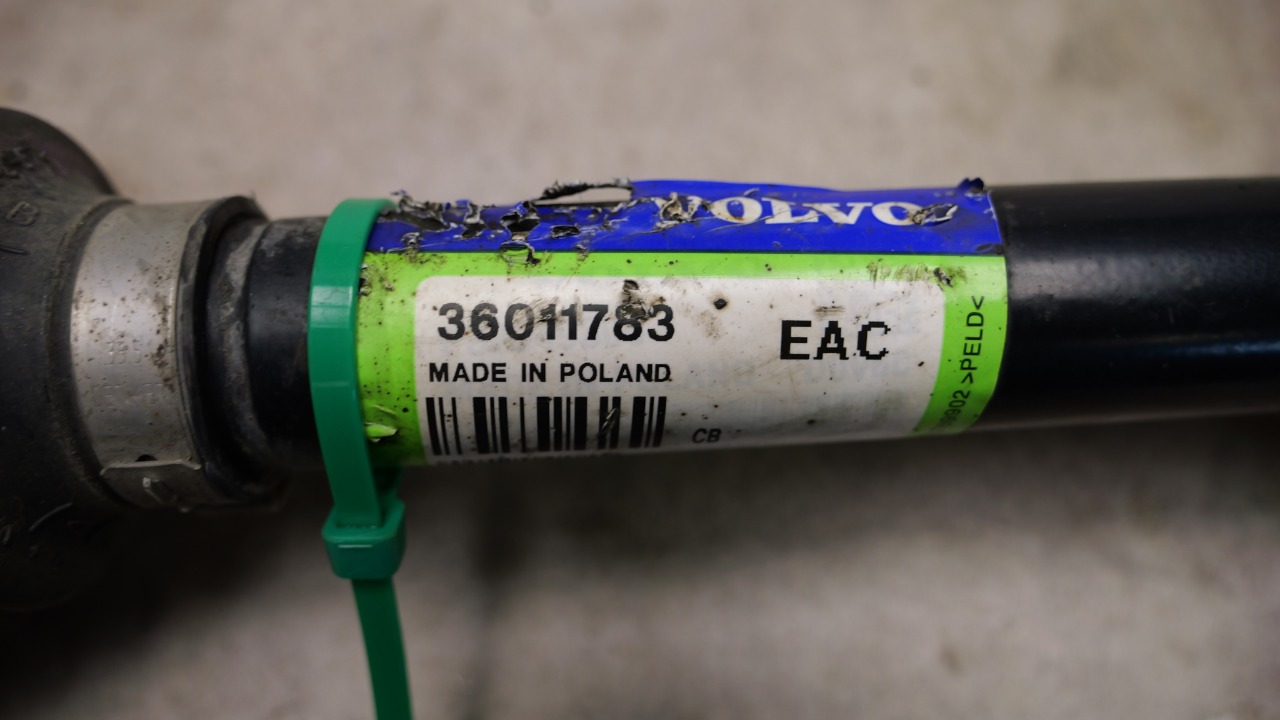 VOLVO
36011783
EAC
MADE IN POLAND
CB
>PELD<